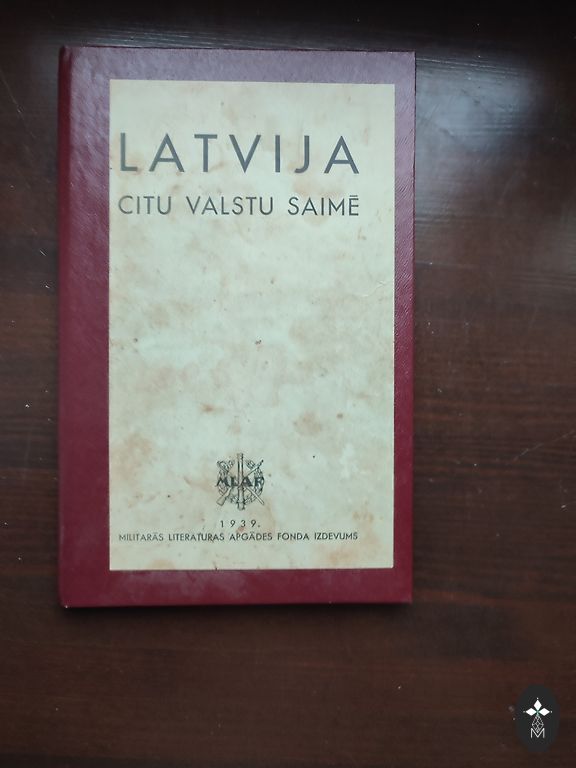 LATVIJA
CITU VALSTU SAIMĒ
MLAF
1939.
MILITARĀS LITERATURAS APGĀDES FONDA IZDEVUMS
M